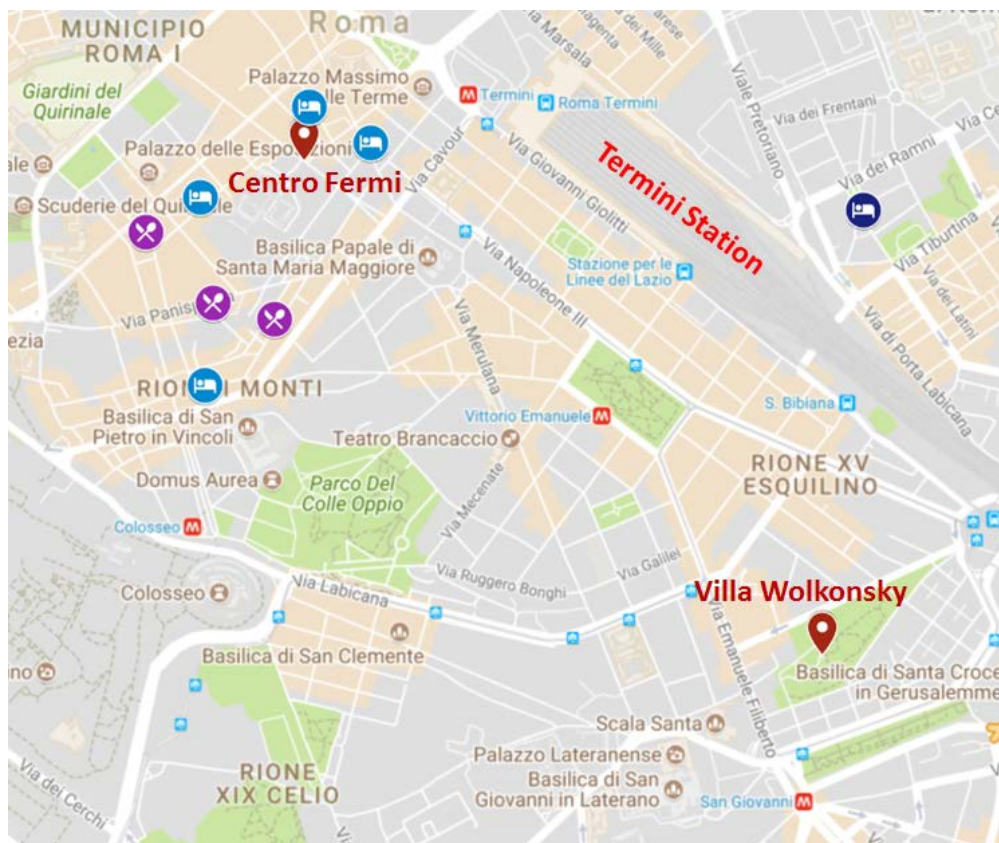 MUNICIPIO
ROMA I
Roma
Via Marsala
Magenta
dei Mille
Giardini del
Quirinale
Palazzo Massimo
alle Terme
Termini
Roma Termini
Viale Pretoriano
Via dei Frentani
Via dei Ramni
Palazzo delle Esposizioni
Centro Fermi
Via Cavour
Via Giovanni Giolitti
Termini Station
Scuderie del Quirinale
Basilica Papale di
Santa Maria Maggiore
Via Napoleone III
Stazione per le
Linee del Lazio
Via Tiburtina
Via dei Latini
Via di Porta Labicana
Via Panisperna
Via Merulana
RIONE I MONTI
Basilica di San
Pietro in Vincoli
Vittorio Emanuele
S. Bibiana
Teatro Brancaccio
Domus Aurea
Parco Del
Colle Oppio
Via Mecenate
RIONE XV
ESQUILINO
Colosseo
Colosseo
Via Labicana
Via Ruggero Bonghi
Via Galilei
Villa Wolkonsky
Via Emanuele Filiberto
Basilica di San Clemente
Basilica di Santa Croce
in Gerusalemme
Scala Santa
Palazzo Lateranense
Basilica di San
Giovanni in Laterano
San Giovanni
RIONE
XIX CELIO
Via dei Cerchi